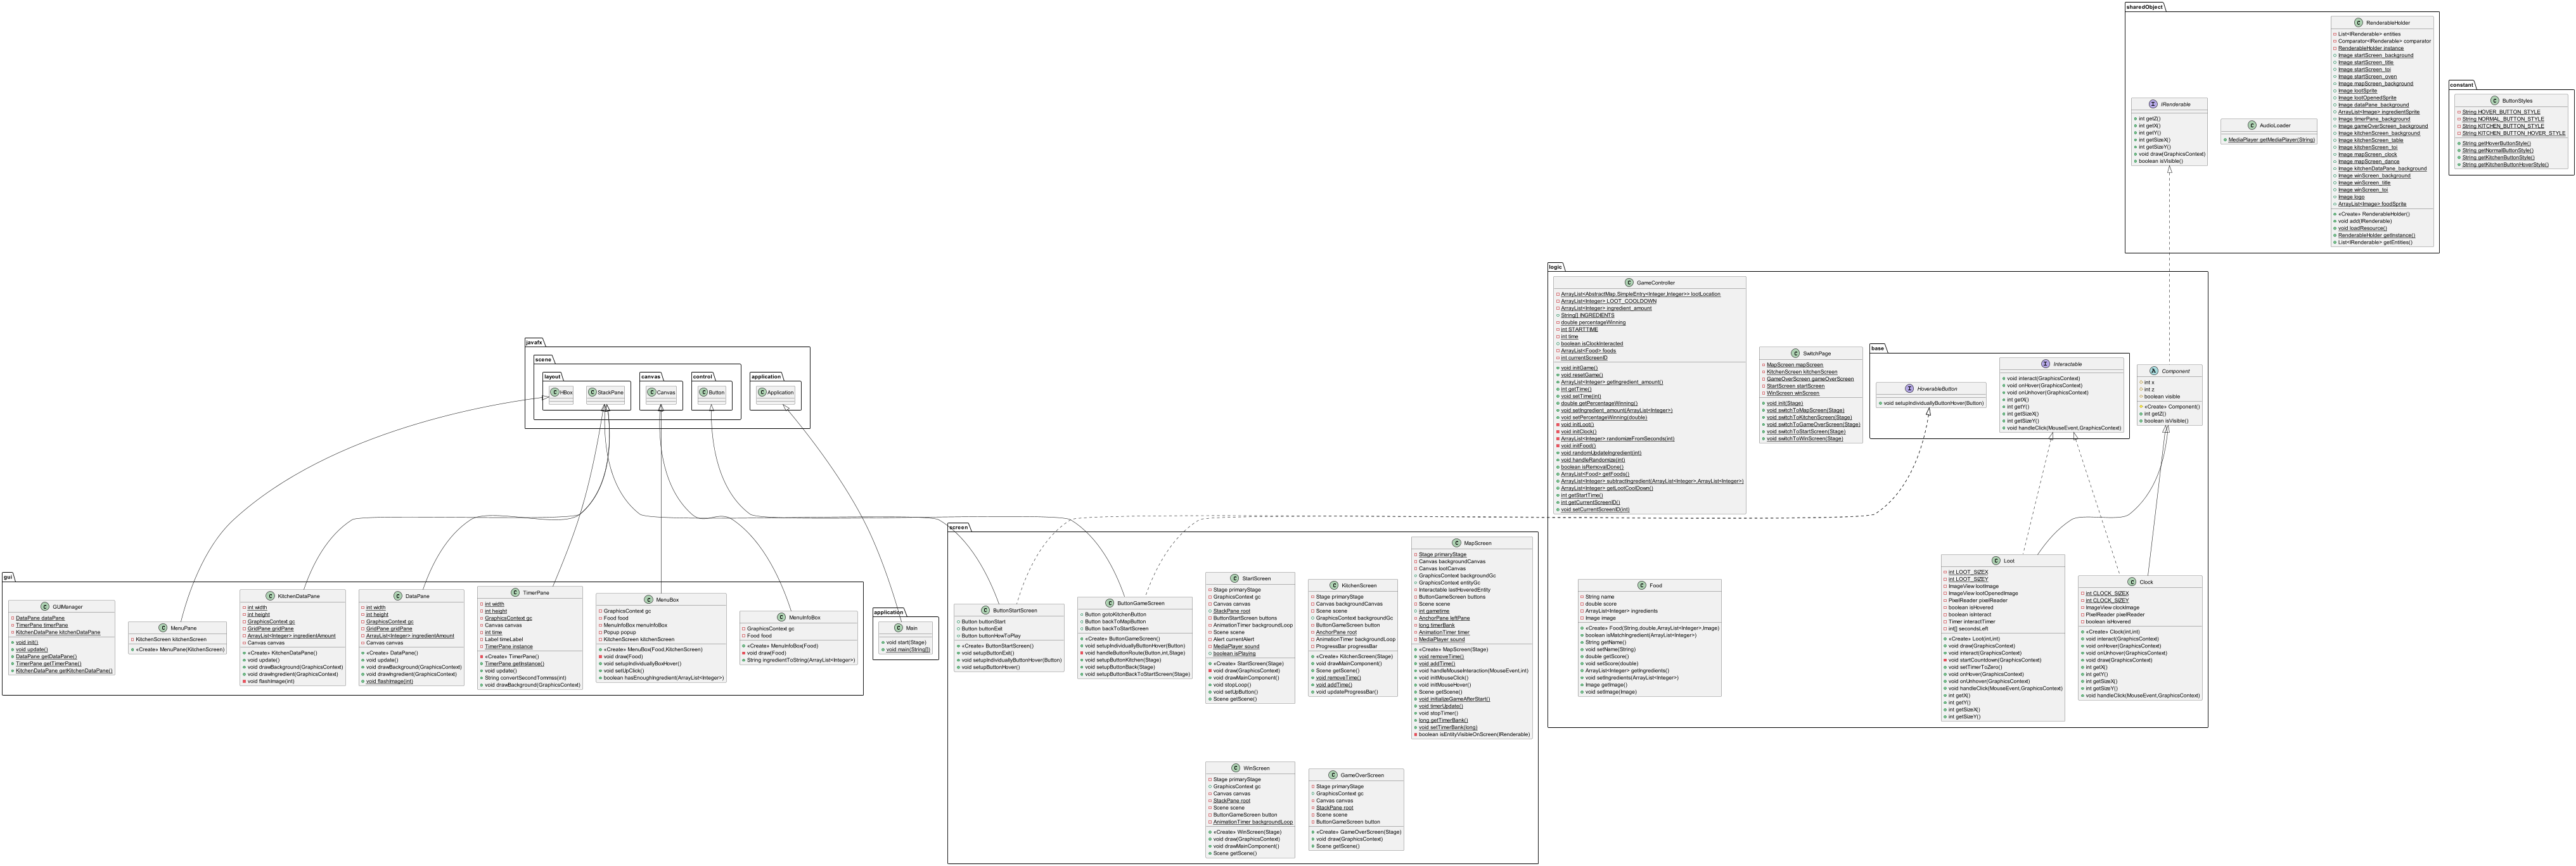 sharedObject
RenderableHolder
List<IRenderable> entities
Comparator<IRenderable> comparator
RenderableHolder instance
Image startScreen_background
Image startScreen_title
Image startScreen_toi
Image startScreen_oven
Image mapScreen_background
Image lootSprite
Image lootOpenedSprite
Image dataPane_background
ArrayList<Image> ingredientSprite
Image timerPane_background
Image gameOverScreen_background
Image kitchenScreen_background
Image kitchenScreen_table
Image kitchenScreen_toi
Image mapScreen_clock
Image mapScreen_dance
Image kitchenDataPane_background
Image winScreen_background
Image winScreen_title
Image winScreen_toi
Image logo
ArrayList<Image> foodSprite
«Create» RenderableHolder()
void add(IRenderable)
void loadResource()
RenderableHolder getInstance()
List<IRenderable> getEntities()
IRenderable
int getZ()
int getX()
int getY()
int getSizeX()
int getSizeY()
void draw(GraphicsContext)
boolean isVisible()
AudioLoader
MediaPlayer getMediaPlayer(String)
constant
ButtonStyles
String HOVER_BUTTON_STYLE
String NORMAL_BUTTON_STYLE
String KITCHEN_BUTTON_STYLE
String KITCHEN_BUTTON_HOVER_STYLE
String getHoverButtonStyle()
String getNormalButtonStyle()
String getKitchenButtonStyle()
String getKitchenButtonHoverStyle()
logic
GameController
ArrayList<AbstractMap.SimpleEntry<Integer,Integer>> lootLocation
ArrayList<Integer> LOOT_COOLDOWN
ArrayList<Integer> ingredient_amount
String[] INGREDIENTS
double percentageWinning
int STARTTIME
int time
boolean isClockInteracted
ArrayList<Food> foods
int currentScreenID
void initGame()
void resetGame()
ArrayList<Integer> getIngredient_amount()
int getTime()
void setTime(int)
double getPercentageWinning()
void setIngredient_amount(ArrayList<Integer>)
void setPercentageWinning(double)
void initLoot()
void initClock()
ArrayList<Integer> randomizeFromSeconds(int)
void initFood()
void randomUpdateIngredient(int)
void handleRandomize(int)
boolean isRemovalDone()
ArrayList<Food> getFoods()
ArrayList<Integer> subtractIngredient(ArrayList<Integer>,ArrayList<Integer>)
ArrayList<Integer> getLootCoolDown()
int getStartTime()
int getCurrentScreenID()
void setCurrentScreenID(int)
SwitchPage
MapScreen mapScreen
KitchenScreen kitchenScreen
GameOverScreen gameOverScreen
StartScreen startScreen
WinScreen winScreen
void init(Stage)
void switchToMapScreen(Stage)
void switchToKitchenScreen(Stage)
void switchToGameOverScreen(Stage)
void switchToStartScreen(Stage)
void switchToWinScreen(Stage)
base
HoverableButton
void setupIndividuallyButtonHover(Button)
Interactable
void interact(GraphicsContext)
void onHover(GraphicsContext)
void onUnhover(GraphicsContext)
int getX()
int getY()
int getSizeX()
int getSizeY()
void handleClick(MouseEvent,GraphicsContext)
Component
int x
int z
boolean visible
«Create» Component()
int getZ()
boolean isVisible()
Loot
int LOOT_SIZEX
int LOOT_SIZEY
ImageView lootImage
ImageView lootOpenedImage
PixelReader pixelReader
boolean isHovered
boolean isInteract
Timer interactTimer
int[] secondsLeft
«Create» Loot(int,int)
void draw(GraphicsContext)
void interact(GraphicsContext)
void startCountdown(GraphicsContext)
void setTimerToZero()
void onHover(GraphicsContext)
void onUnhover(GraphicsContext)
void handleClick(MouseEvent,GraphicsContext)
int getX()
int getY()
int getSizeX()
int getSizeY()
Clock
int CLOCK_SIZEX
int CLOCK_SIZEY
ImageView clockImage
PixelReader pixelReader
boolean isHovered
«Create» Clock(int,int)
void interact(GraphicsContext)
void onHover(GraphicsContext)
void onUnhover(GraphicsContext)
void draw(GraphicsContext)
int getX()
int getY()
int getSizeX()
int getSizeY()
void handleClick(MouseEvent,GraphicsContext)
Food
String name
double score
ArrayList<Integer> ingredients
Image image
«Create» Food(String,double,ArrayList<Integer>,Image)
boolean isMatchIngredient(ArrayList<Integer>)
String getName()
void setName(String)
double getScore()
void setScore(double)
ArrayList<Integer> getIngredients()
void setIngredients(ArrayList<Integer>)
Image getImage()
void setImage(Image)
javafx
scene
layout
HBox
StackPane
canvas
Canvas
control
Button
application
Application
gui
GUIManager
DataPane dataPane
TimerPane timerPane
KitchenDataPane kitchenDataPane
void init()
void update()
DataPane getDataPane()
TimerPane getTimerPane()
KitchenDataPane getKitchenDataPane()
MenuPane
KitchenScreen kitchenScreen
«Create» MenuPane(KitchenScreen)
KitchenDataPane
int width
int height
GraphicsContext gc
GridPane gridPane
ArrayList<Integer> ingredientAmount
Canvas canvas
«Create» KitchenDataPane()
void update()
void drawBackground(GraphicsContext)
void drawIngredient(GraphicsContext)
void flashImage(int)
DataPane
int width
int height
GraphicsContext gc
GridPane gridPane
ArrayList<Integer> ingredientAmount
Canvas canvas
«Create» DataPane()
void update()
void drawBackground(GraphicsContext)
void drawIngredient(GraphicsContext)
void flashImage(int)
TimerPane
int width
int height
GraphicsContext gc
Canvas canvas
int time
Label timeLabel
TimerPane instance
«Create» TimerPane()
TimerPane getInstance()
void update()
String convertSecondTommss(int)
void drawBackground(GraphicsContext)
MenuBox
GraphicsContext gc
Food food
MenuInfoBox menuInfoBox
Popup popup
KitchenScreen kitchenScreen
«Create» MenuBox(Food,KitchenScreen)
void draw(Food)
void setupIndividuallyBoxHover()
void setUpClick()
boolean hasEnoughIngredient(ArrayList<Integer>)
MenuInfoBox
GraphicsContext gc
Food food
«Create» MenuInfoBox(Food)
void draw(Food)
String ingredientToString(ArrayList<Integer>)
application
Main
void start(Stage)
void main(String[])
screen
ButtonStartScreen
Button buttonStart
Button buttonExit
Button buttonHowToPlay
«Create» ButtonStartScreen()
void setupButtonExit()
void setupIndividuallyButtonHover(Button)
void setupButtonHover()
ButtonGameScreen
Button gotoKitchenButton
Button backToMapButton
Button backToStartScreen
«Create» ButtonGameScreen()
void setupIndividuallyButtonHover(Button)
void handleButtonRoute(Button,int,Stage)
void setupButtonKitchen(Stage)
void setupButtonBack(Stage)
void setupButtonBackToStartScreen(Stage)
StartScreen
Stage primaryStage
GraphicsContext gc
Canvas canvas
StackPane root
ButtonStartScreen buttons
AnimationTimer backgroundLoop
Scene scene
Alert currentAlert
MediaPlayer sound
boolean isPlaying
«Create» StartScreen(Stage)
void draw(GraphicsContext)
void drawMainComponent()
void stopLoop()
void setUpButton()
Scene getScene()
KitchenScreen
Stage primaryStage
Canvas backgroundCanvas
Scene scene
GraphicsContext backgroundGc
ButtonGameScreen button
AnchorPane root
AnimationTimer backgroundLoop
ProgressBar progressBar
«Create» KitchenScreen(Stage)
void drawMainComponent()
Scene getScene()
void removeTime()
void addTime()
void updateProgressBar()
MapScreen
Stage primaryStage
Canvas backgroundCanvas
Canvas lootCanvas
GraphicsContext backgroundGc
GraphicsContext entityGc
Interactable lastHoveredEntity
ButtonGameScreen buttons
Scene scene
int gametime
AnchorPane leftPane
long timerBank
AnimationTimer timer
MediaPlayer sound
«Create» MapScreen(Stage)
void removeTime()
void addTime()
void handleMouseInteraction(MouseEvent,int)
void initMouseClick()
void initMouseHover()
Scene getScene()
void initializeGameAfterStart()
void timerUpdate()
void stopTimer()
long getTimerBank()
void setTimerBank(long)
boolean isEntityVisibleOnScreen(IRenderable)
WinScreen
Stage primaryStage
GraphicsContext gc
Canvas canvas
StackPane root
Scene scene
ButtonGameScreen button
AnimationTimer backgroundLoop
«Create» WinScreen(Stage)
void draw(GraphicsContext)
void drawMainComponent()
Scene getScene()
GameOverScreen
Stage primaryStage
GraphicsContext gc
Canvas canvas
StackPane root
Scene scene
ButtonGameScreen button
«Create» GameOverScreen(Stage)
void draw(GraphicsContext)
Scene getScene()